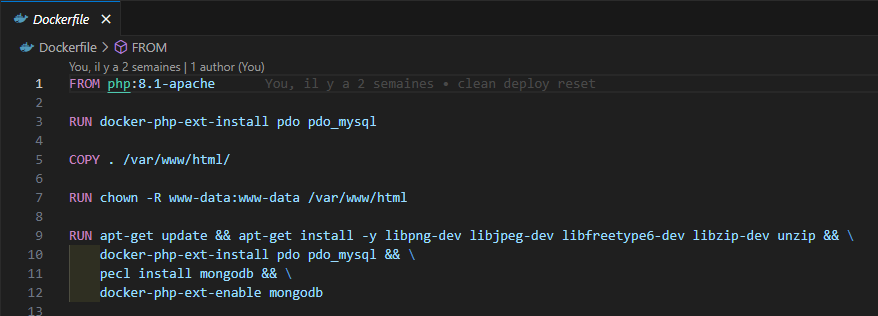 Dockerfile ×
Dockerfile > FROM
You, il y a 2 semaines | 1 author (You)
1 FROM php:8.1-apache You, il y a 2 semaines • clean deploy reset
2
3 RUN docker-php-ext-install pdo pdo_mysql
4
5 COPY . /var/www/html/
6
7 RUN chown -R www-data:www-data /var/www/html
8
9 RUN apt-get update && apt-get install -y libpng-dev libjpeg-dev libfreetype6-dev libzip-dev unzip && \
10 docker-php-ext-install pdo pdo_mysql && \
11 pecl install mongodb && \
12 docker-php-ext-enable mongodb
13